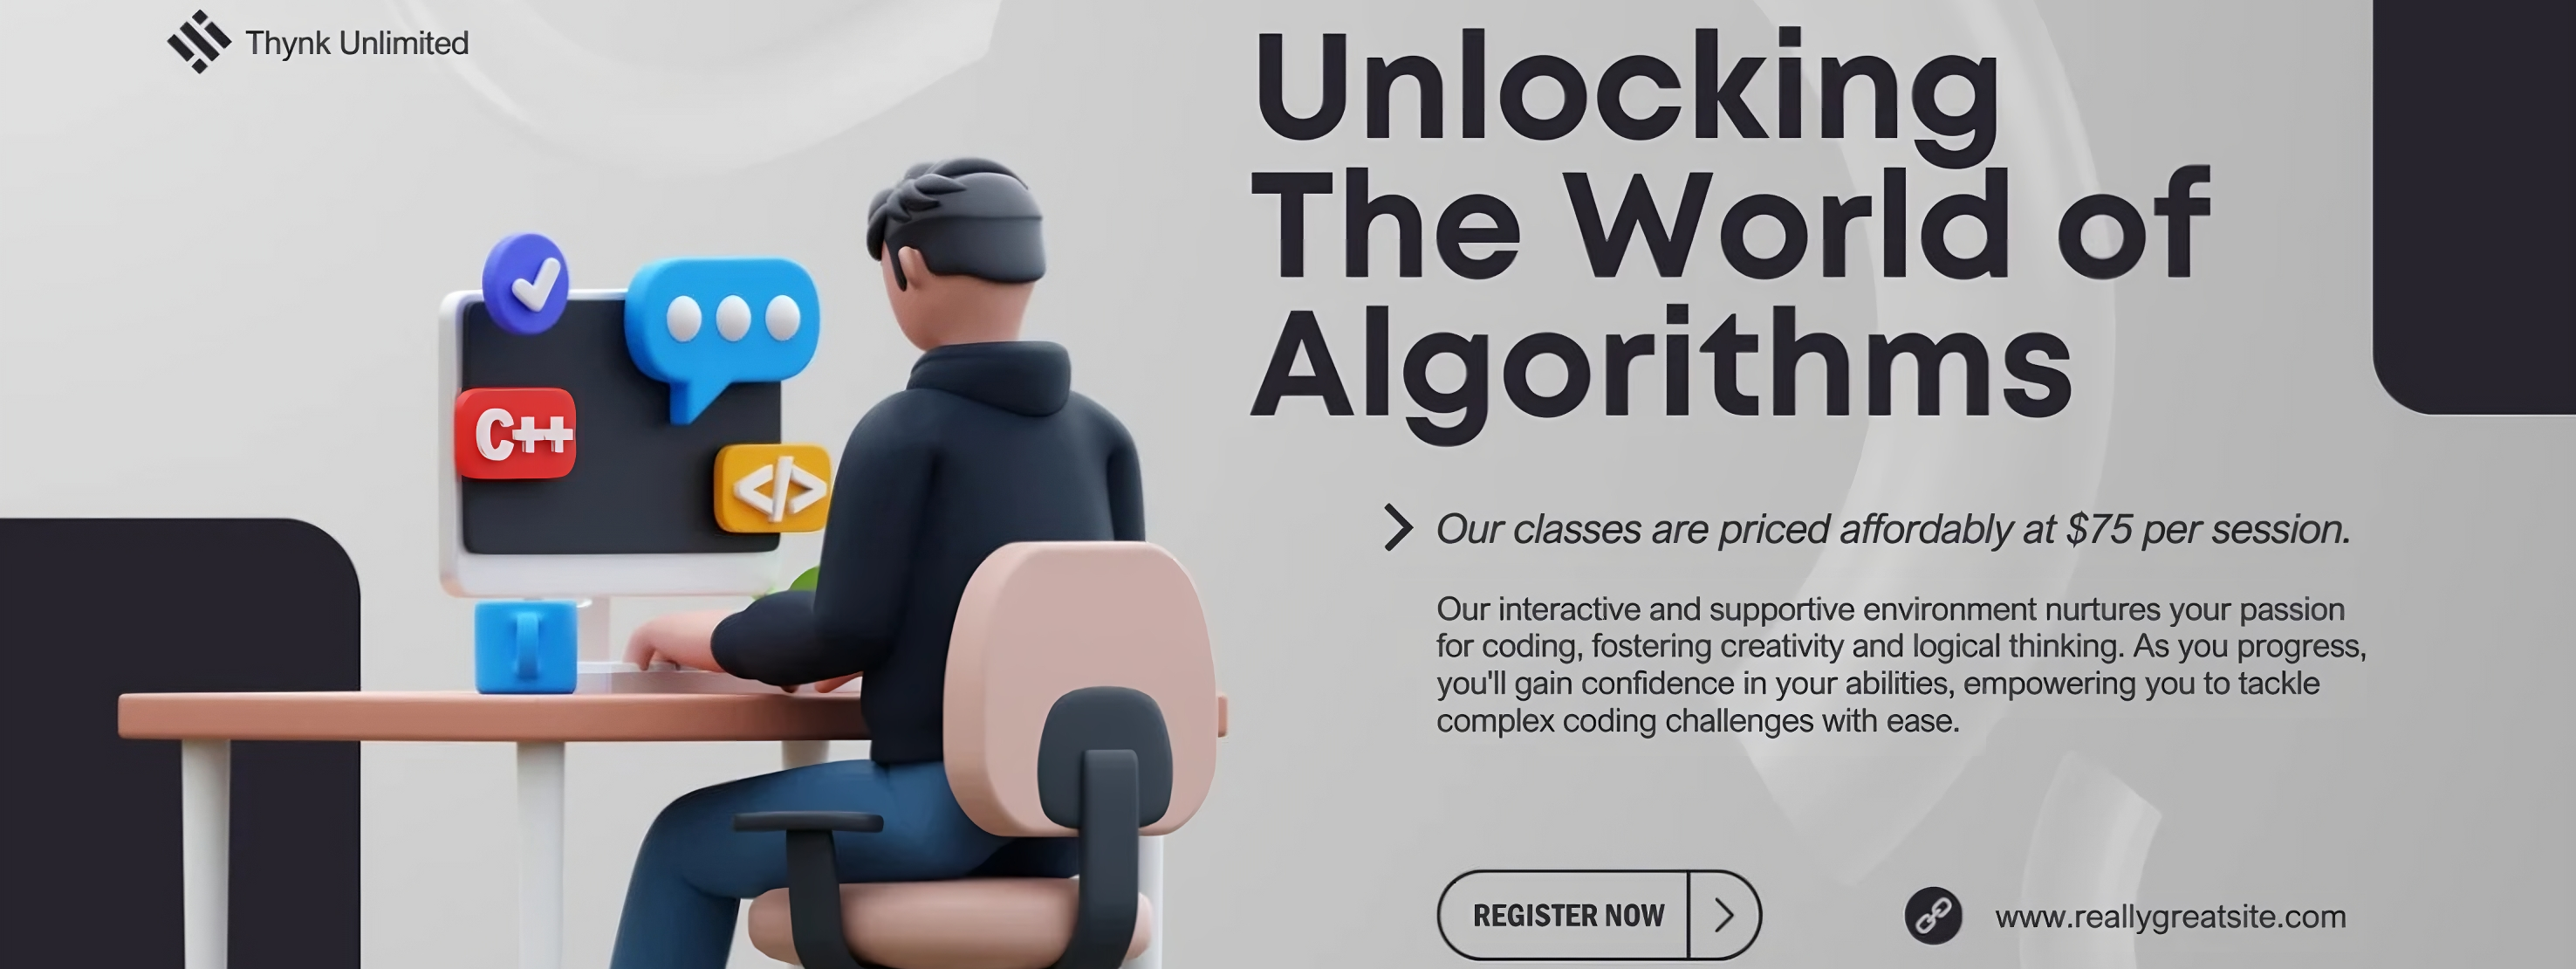 Thynk Unlimited
Unlocking
The World of
Algorithms
C++
</>
Our classes are priced affordably at $75 per session.
Our interactive and supportive environment nurtures your passion
for coding, fostering creativity and logical thinking. As you progress,
you'll gain confidence in your abilities, empowering you to tackle
complex coding challenges with ease.
REGISTER NOW
www.reallygreatsite.com